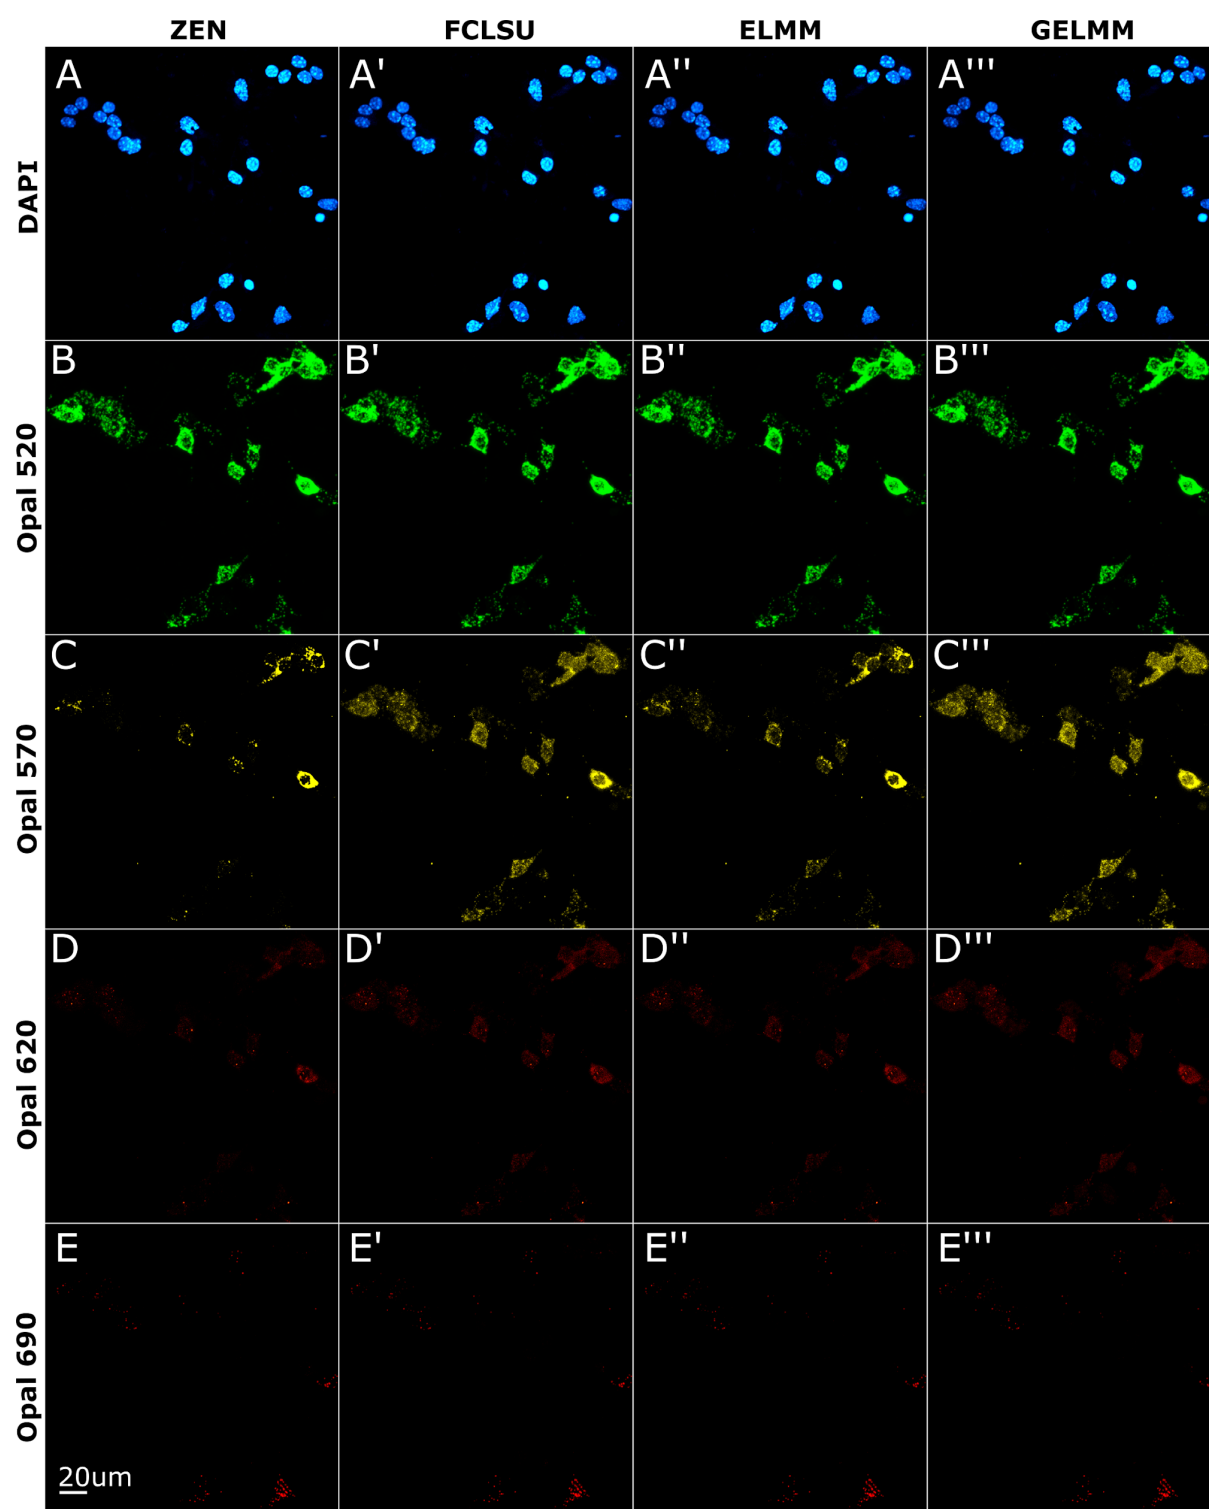 ZEN FCLSU ELMM GELMM
DAPI
A A' A'' A'''
Opal 520
B B' B'' B'''
Opal 570
C C' C'' C'''
Opal 620
D D' D'' D'''
Opal 690
E E' E'' E'''
20um